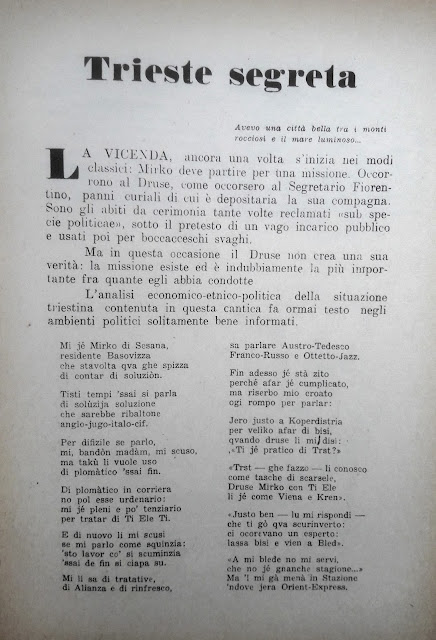 Trieste segreta
Avevo una città bella tra i monti
rocciosi e il mare luminoso...
LA VICENDA, ancora una volta s'inizia nei modi
classici: Mirko deve partire per una missione. Occor-
rono al Druse, come occorsero al Segretario Fioren-
tino, panni curiali di cui è depositaria la sua compagna.
Sono gli abiti da cerimonia tante volte reclamati «sub spe
cie politicae», sotto il pretesto di un vago incarico pubblico
e usati poi per boccacceschi svaghi.
Ma in questa occasione il Druse non crea una sua
verità: la missione esiste ed è indubbiamente la più impor-
tante fra quante egli abbia condotte
L'analisi economico-etnico-politica della situazione
triestina contenuta in questa cantica fa ormai testo negli
ambienti politici solitamente bene informati.
Mi jé Mirko di Sesana,
residente Basovizza
che stavolta qva ghe spizza
di contar di soluziòn.
Tisti tempi 'ssai si parla
di solùzija soluzione
che sarebbe ribaltone
anglo-jugo-italo-cif.
Per difizile se parlo,
mi, bandòn madàm, mi scuso,
ma takù li vuole uso
di plomàtico 'ssai fin.
Di plomàtico in corriera
no pol esse urdenario:
mi jé pleni e po' tenziario
per tratar di Ti Ele Ti.
E di nuovo li mi scusi
se mi parlo come squinzia:
'sto lavor co' si scuminzia
'ssai de fin si ciapa su.
Mi li sa di tratative,
di Alianza e di rinfresco,
sa parlare Austro-Tedesco
Franco-Russo e Ottetto-Jazz.
Fin adesso jé stà zito
perché afar jé cumplicato,
ma riserbo mio croato
ogi rompo per parlar:
Jero justo a Koperdistria
per veliko afar di bisi,
qvando druse li mi disi:
«Ti jé pratico di Trst?»
«Trst — ghe fazzo — li conosco
come tasche di scarsele,
Druse Mirko con Ti Ele
li jé come Viena e Kren».
«Justo ben — lu mi rispondi —
che ti gò qva scurinverto:
ci ocorevano un esperto:
lassa bisi e vien a Bled».
«A mi blede no mi servi,
che no jé gnanche stagione...»
Ma 'l mi gà menà in Stazione
'ndove jera Orient-Express.